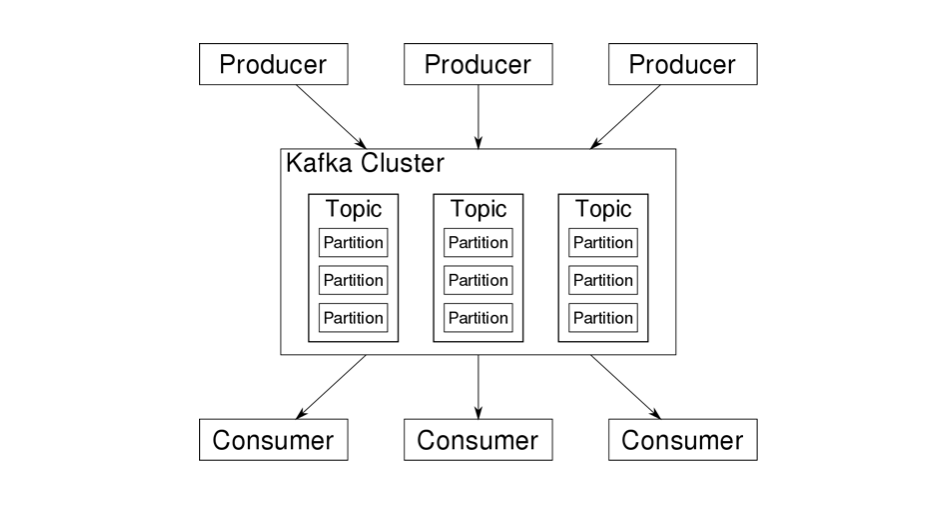 Producer
Producer
Producer
Kafka Cluster
Topic
Partition
Partition
Partition
Topic
Partition
Partition
Partition
Topic
Partition
Partition
Partition
Consumer
Consumer
Consumer